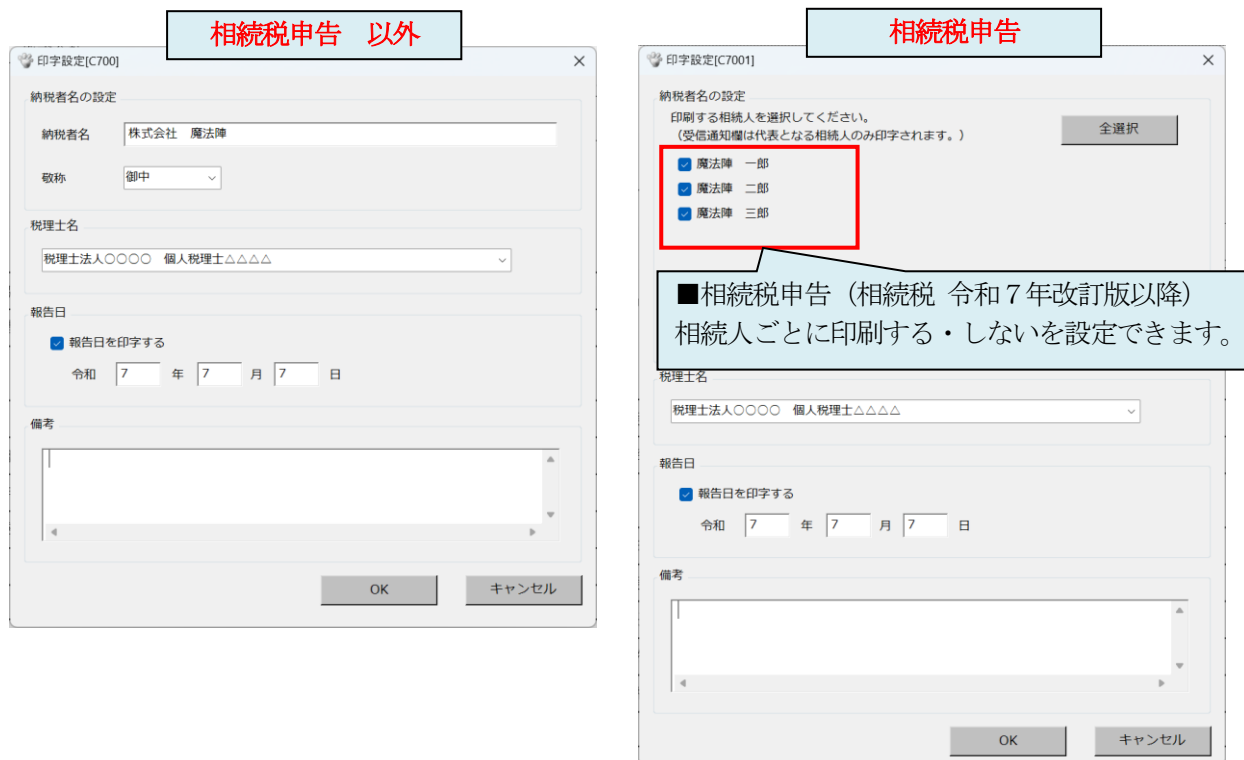 相続税申告　以外
印字設定[C700]
納税者名の設定
納税者名 株式会社　魔法陣
敬称 御中
税理士名
税理士法人〇〇〇〇　個人税理士△△△△
報告日
報告日を印字する
令和 7 年 7 月 7 日
備考
OK キャンセル
相続税申告
印字設定[C7001]
納税者名の設定
印刷する相続人を選択してください。
（受信通知欄は代表となる相続人のみ印字されます。）
全選択
魔法陣　一郎
魔法陣　二郎
魔法陣　三郎
■相続税申告（相続税 令和７年改訂版以降）
相続人ごとに印刷する・しないを設定できます。
税理士名
税理士法人〇〇〇〇　個人税理士△△△△
報告日
報告日を印字する
令和 7 年 7 月 7 日
備考
OK キャンセル